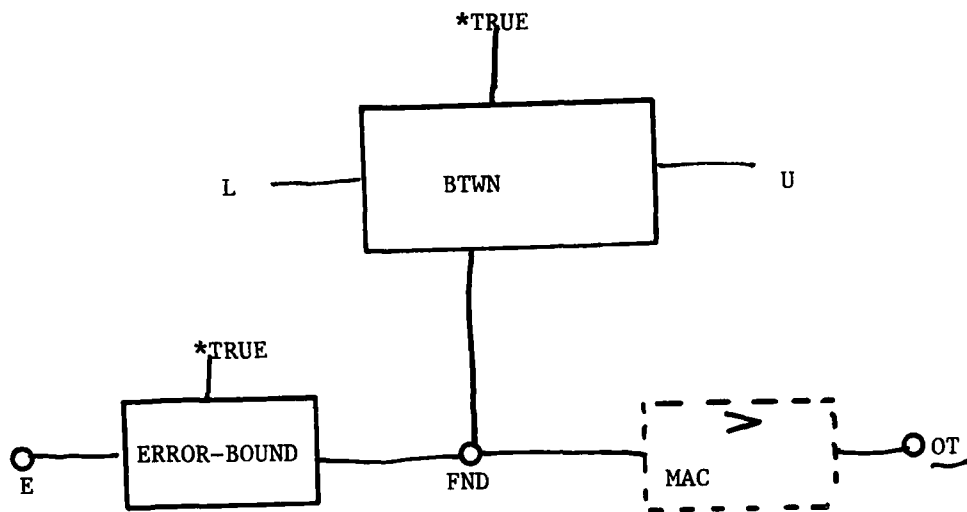 *TRUE
L BTWN U
*TRUE
ERROR-BOUND
>
E FND MAC OT